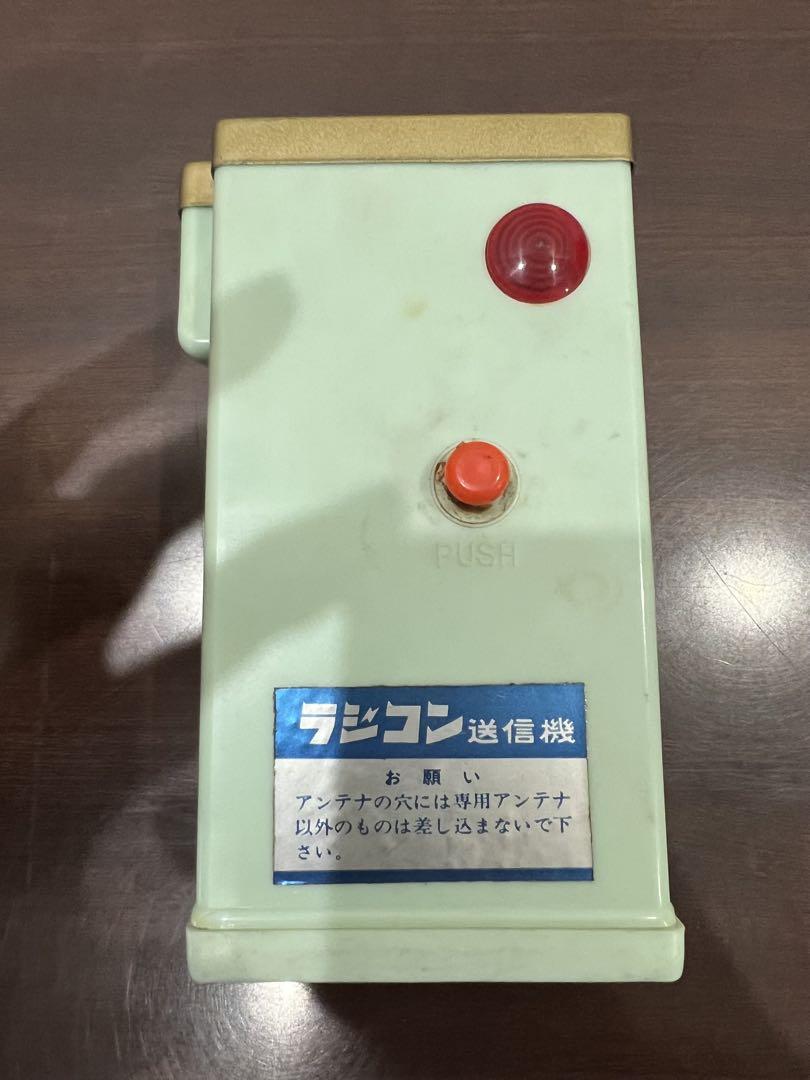 PUSH
ラジコン送信機
お願い
アンテナの穴には専用アンテナ
以外のものは差し込まないで下
さい。